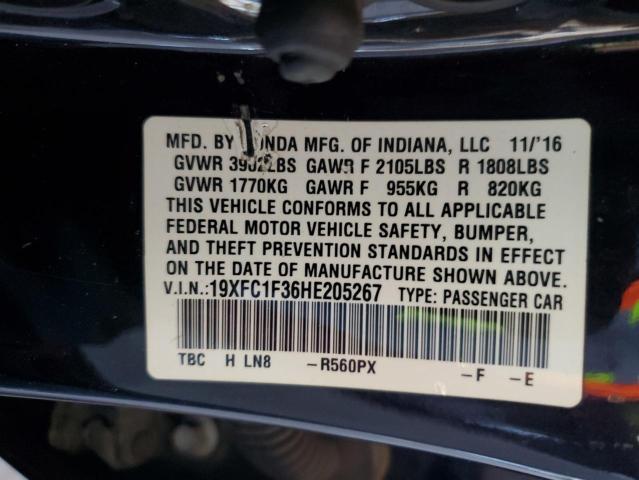 MFD. BY HONDA MFG. OF INDIANA, LLC 11/'16
GVWR 3902LBS GAWR F 2105LBS R 1808LBS
GVWR 1770KG GAWR F 955KG R 820KG
THIS VEHICLE CONFORMS TO ALL APPLICABLE
FEDERAL MOTOR VEHICLE SAFETY, BUMPER,
AND THEFT PREVENTION STANDARDS IN EFFECT
ON THE DATE OF MANUFACTURE SHOWN ABOVE.
V.I.N.:19XFC1F36HE205267 TYPE: PASSENGER CAR
TBC H LN8 -R560PX -F -E